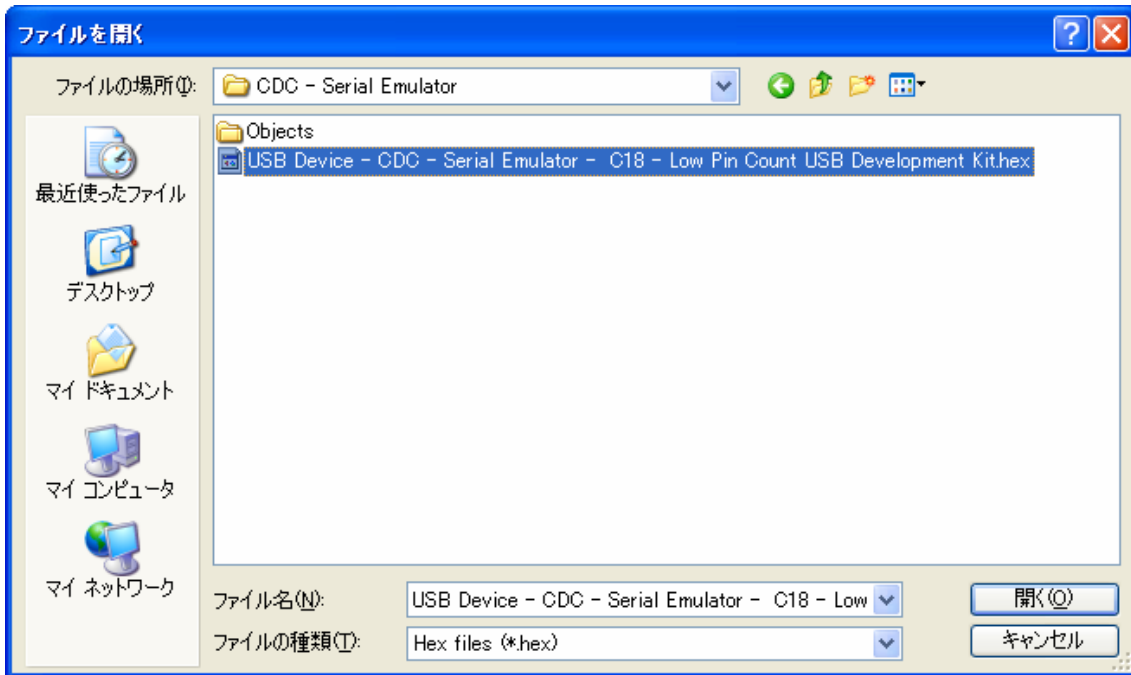 ファイルを開く
ファイルの場所(I):
CDC - Serial Emulator
Objects
USB Device - CDC - Serial Emulator -  C18 - Low Pin Count USB Development Kit.hex
最近使ったファイル
デスクトップ
マイ ドキュメント
マイ コンピュータ
マイ ネットワーク
ファイル名(N):
USB Device - CDC - Serial Emulator -  C18 - Low
開く(O)
ファイルの種類(T):
Hex files (*.hex)
キャンセル